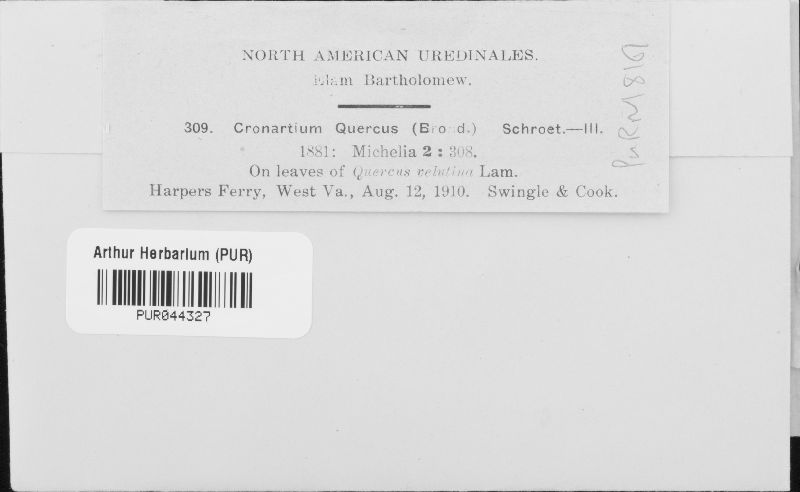 NORTH AMERICAN UREDINALES.
Elam Bartholomew.
309. Cronartium Quercus (Brond.) Schroet.—III.
1881: Michelia 2 : 308.
On leaves of Quercus velutina Lam.
Harpers Ferry, West Va., Aug. 12, 1910. Swingle & Cook.
PURN8161
Arthur Herbarium (PUR)
PUR044327